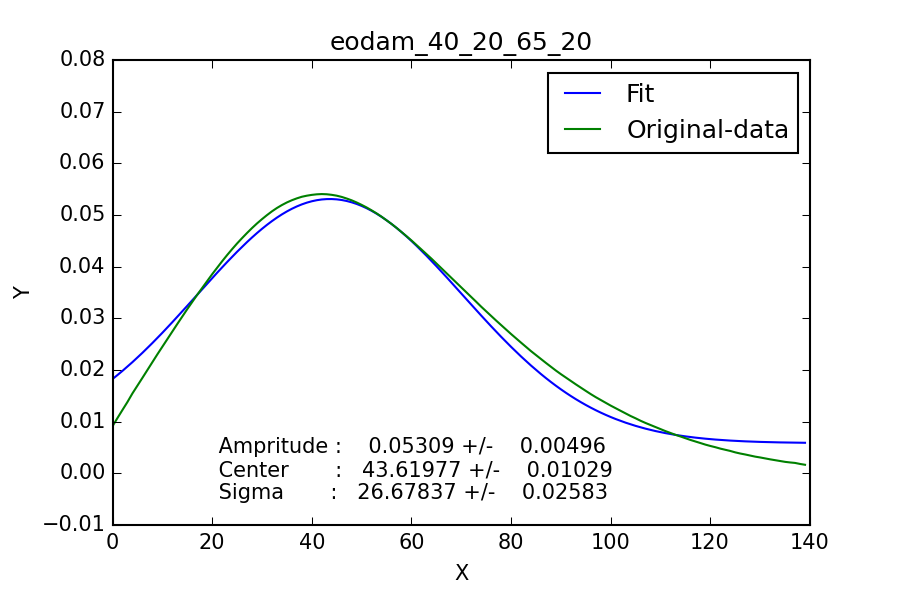 eodam_40_20_65_20
0.08
0.07
0.06
0.05
0.04
0.03
0.02
0.01
0.00
−0.01
Y
Fit
Original-data
Ampritude : 0.05309 +/- 0.00496
Center : 43.61977 +/- 0.01029
Sigma : 26.67837 +/- 0.02583
0 20 40 60 80 100 120 140
X